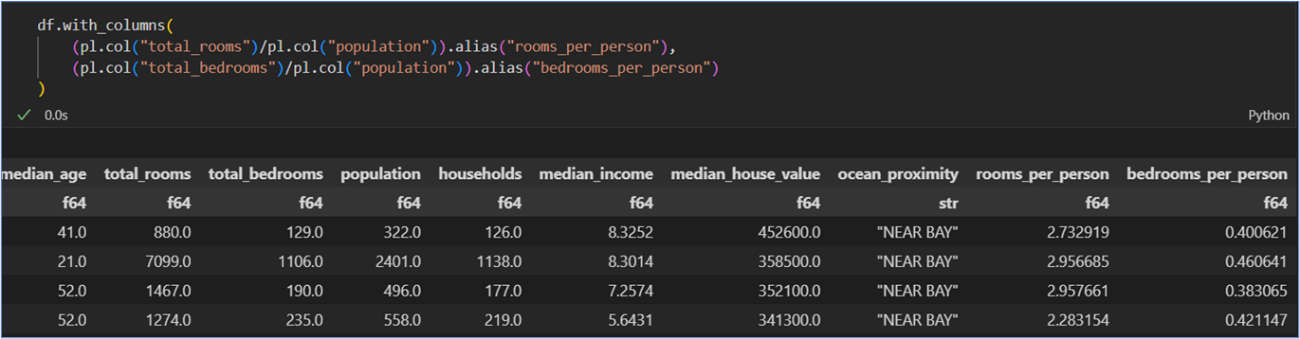 df.with_columns(
(pl.col("total_rooms")/pl.col("population")).alias("rooms_per_person"),
(pl.col("total_bedrooms")/pl.col("population")).alias("bedrooms_per_person")
)
0.0s Python
median_age total_rooms total_bedrooms population households median_income median_house_value ocean_proximity rooms_per_person bedrooms_per_person
f64 f64 f64 f64 f64 f64 f64 str f64 f64
41.0 880.0 129.0 322.0 126.0 8.3252 452600.0 "NEAR BAY" 2.732919 0.400621
21.0 7099.0 1106.0 2401.0 1138.0 8.3014 358500.0 "NEAR BAY" 2.956685 0.460641
52.0 1467.0 190.0 496.0 177.0 7.2574 352100.0 "NEAR BAY" 2.957661 0.383065
52.0 1274.0 235.0 558.0 219.0 5.6431 341300.0 "NEAR BAY" 2.283154 0.421147